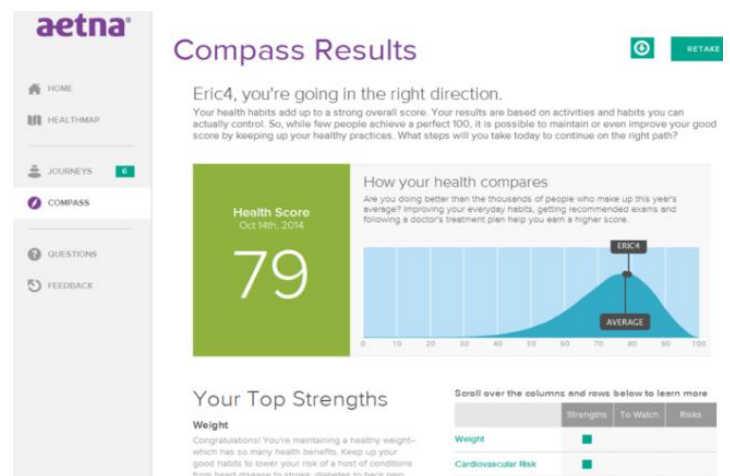 aetna®
Compass Results
RETAKE
HOME
HEALTHMAP
JOURNEYS 6
COMPASS
QUESTIONS
FEEDBACK
Eric4, you're going in the right direction.
Your health habits add up to a strong overall score. Your results are based on activities and habits you can
actually control. So, while few people achieve a perfect 100, it is possible to maintain or even improve your good
score by keeping up your healthy practices. What steps will you take today to continue on the right path?
Health Score
Oct 14th, 2014
79
How your health compares
Are you doing better than the thousands of people who make up this year's
average? Improving your everyday habits, getting recommended exams and
following a doctor's treatment plan help you earn a higher score.
ERIC4
AVERAGE
0 10 20 30 40 50 60 70 80 90 100
Your Top Strengths
Weight
Congratulations! You're maintaining a healthy weight–
which has so many health benefits. Keep up your
good habits to lower your risk of a host of conditions
from heart disease to stroke, diabetes to back pain
Scroll over the columns and rows below to learn more
Strengths To Watch Risks
Weight
Cardiovascular Risk